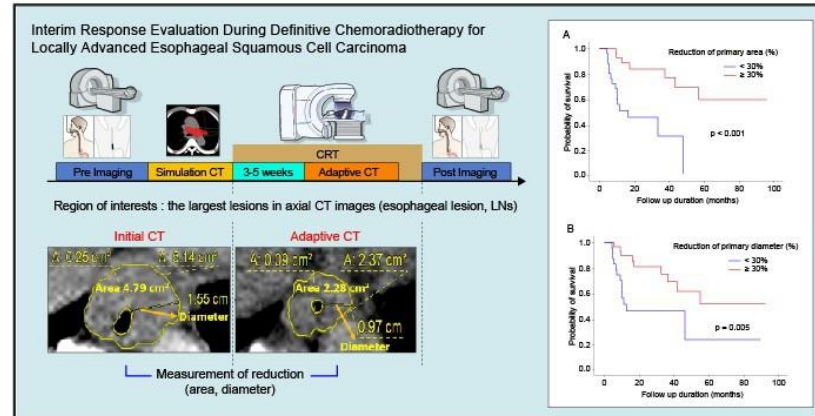 Interim Response Evaluation During Definitive Chemoradiotherapy for
Locally Advanced Esophageal Squamous Cell Carcinoma
CRT
Pre Imaging
Simulation CT
3-5 weeks
Adaptive CT
Post Imaging
Region of interests : the largest lesions in axial CT images (esophageal lesion, LNs)
Initial CT
A: 0.25 cm²
A: 5.14 cm²
Area 4.79 cm²
1.55 cm
Diameter
Adaptive CT
A: 0.09 cm²
A: 2.37 cm²
Area 2.28 cm²
0.97 cm
Diameter
Measurement of reduction
(area, diameter)
A
Reduction of primary area (%)
< 30%
≥ 30%
p < 0.001
Probability of survival
1.0
0.8
0.6
0.4
0.2
0.0
0 20 40 60 80 100
Follow up duration (months)
B
Reduction of primary diameter (%)
< 30%
≥ 30%
p = 0.005
Probability of survival
1.0
0.8
0.6
0.4
0.2
0.0
0 20 40 60 80 100
Follow up duration (months)